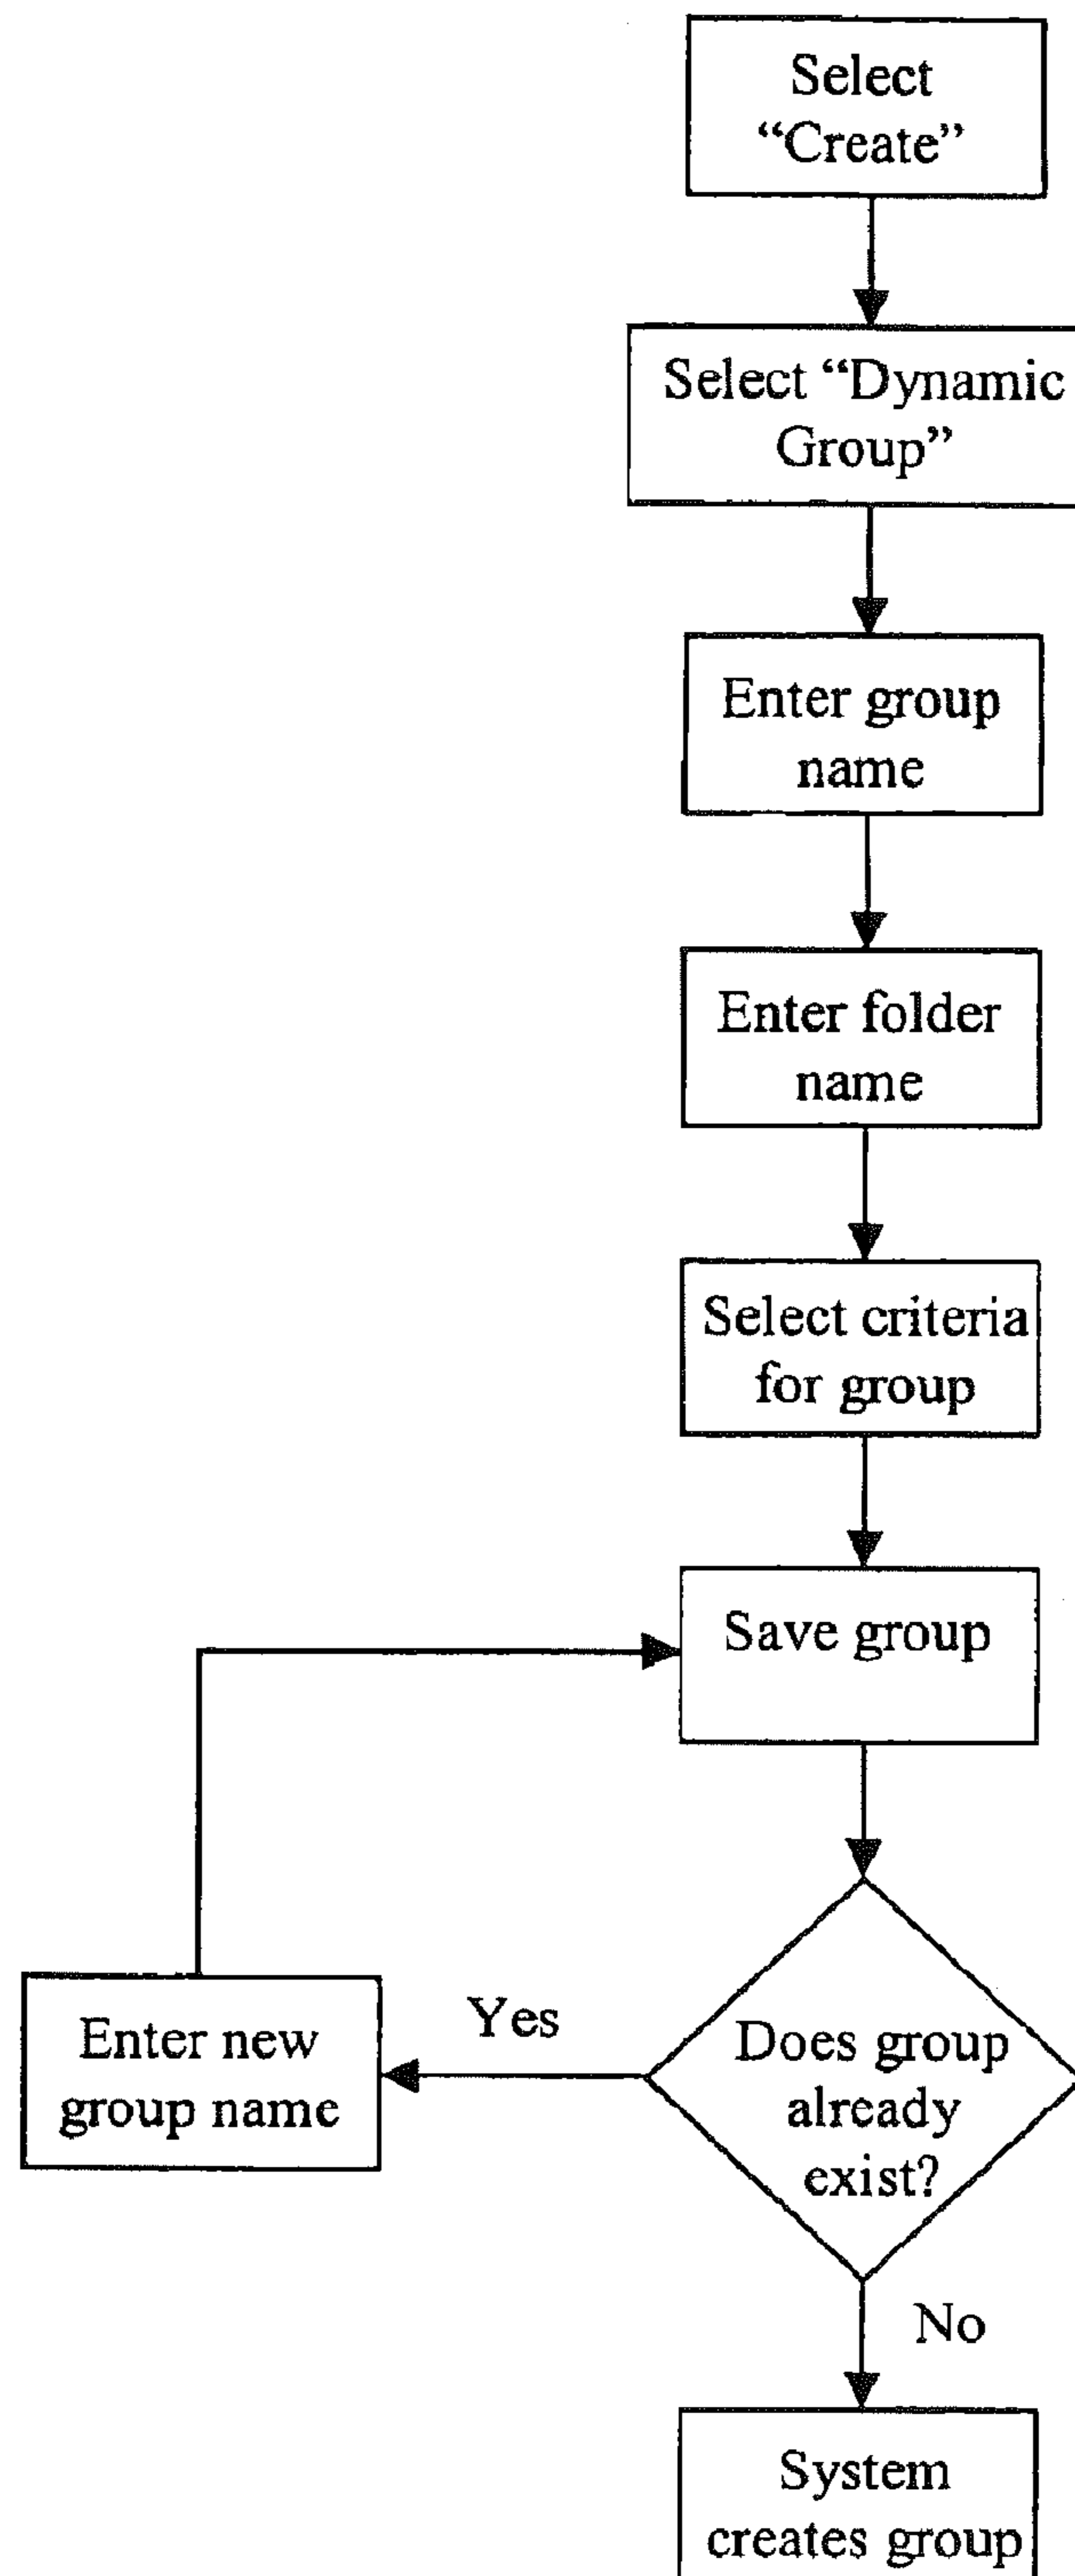 Select
“Create”
Select “Dynamic
Group”
Enter group
name
Enter folder
name
Select criteria
for group
Save group
Does group
already
exist?
Yes
Enter new
group name
No
System
creates group